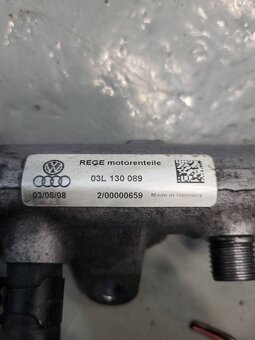 REGE motorenteile
03L 130 089
03/08/08 2/00000659 Made in Germany